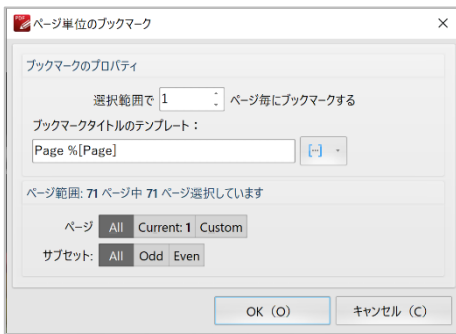 ページ単位のブックマーク
ブックマークのプロパティ
選択範囲で 1 ページ毎にブックマークする
ブックマークタイトルのテンプレート：
Page %[Page]
ページ範囲: 71 ページ中 71 ページ選択しています
ページ All Current: 1 Custom
サブセット: All Odd Even
OK（O） キャンセル（C）